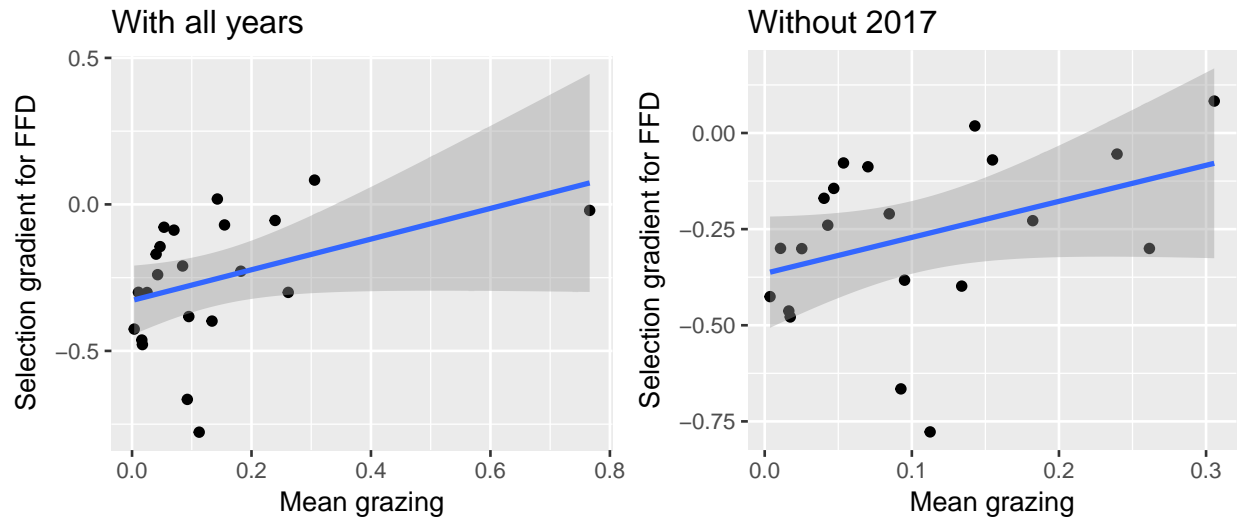 With all years
Selection gradient for FFD
0.5
0.0
−0.5
0.0 0.2 0.4 0.6 0.8
Mean grazing
Without 2017
Selection gradient for FFD
0.00
−0.25
−0.50
−0.75
0.0 0.1 0.2 0.3
Mean grazing